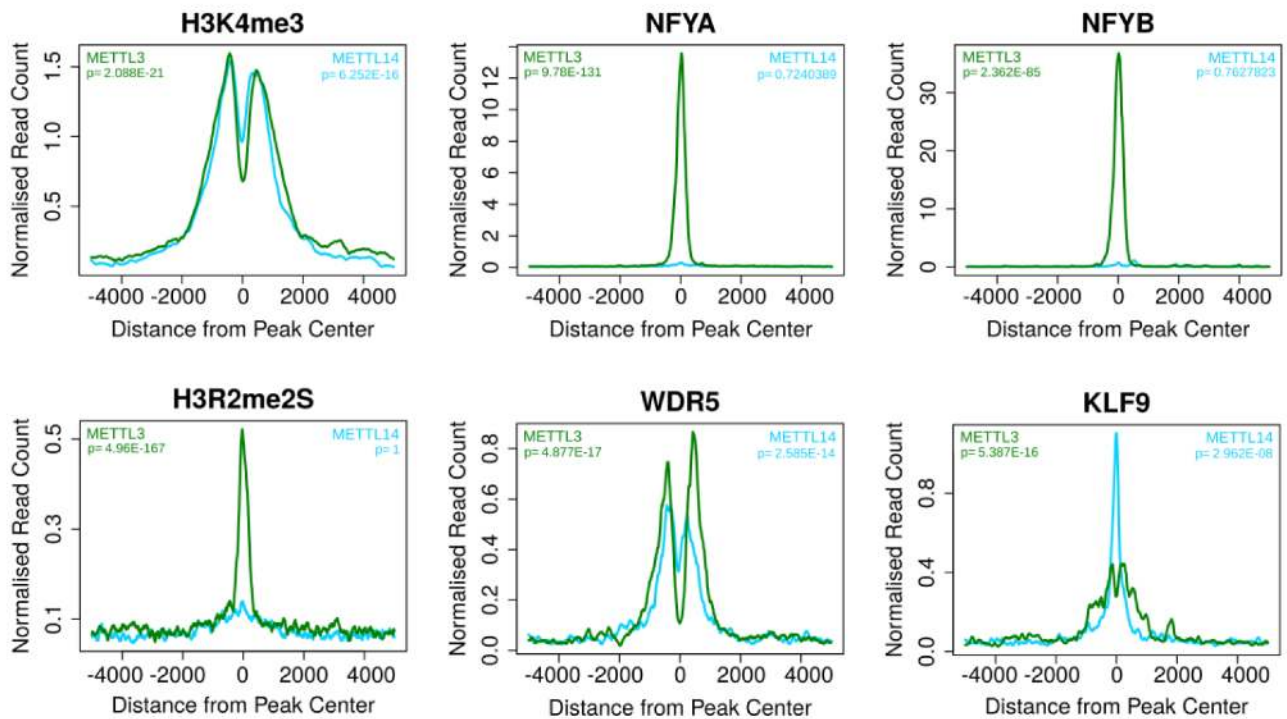 H3K4me3
METTL3
p= 2.088E-21
METTL14
p= 6.252E-16
Normalised Read Count
0.5
1.0
1.5
-4000 -2000 0 2000 4000
Distance from Peak Center
NFYA
METTL3
p= 9.78E-131
METTL14
p= 0.7240389
Normalised Read Count
0 2 4 6 8 10 12
-4000 -2000 0 2000 4000
Distance from Peak Center
NFYB
METTL3
p= 2.362E-85
METTL14
p= 0.7627823
Normalised Read Count
0 10 20 30
-4000 -2000 0 2000 4000
Distance from Peak Center
H3R2me2S
METTL3
p= 4.96E-167
METTL14
p= 1
Normalised Read Count
0.1 0.3 0.5
-4000 -2000 0 2000 4000
Distance from Peak Center
WDR5
METTL3
p= 4.877E-17
METTL14
p= 2.585E-14
Normalised Read Count
0.0 0.2 0.4 0.6 0.8
-4000 -2000 0 2000 4000
Distance from Peak Center
KLF9
METTL3
p= 5.387E-16
METTL14
p= 2.962E-08
Normalised Read Count
0.0 0.4 0.8
-4000 -2000 0 2000 4000
Distance from Peak Center